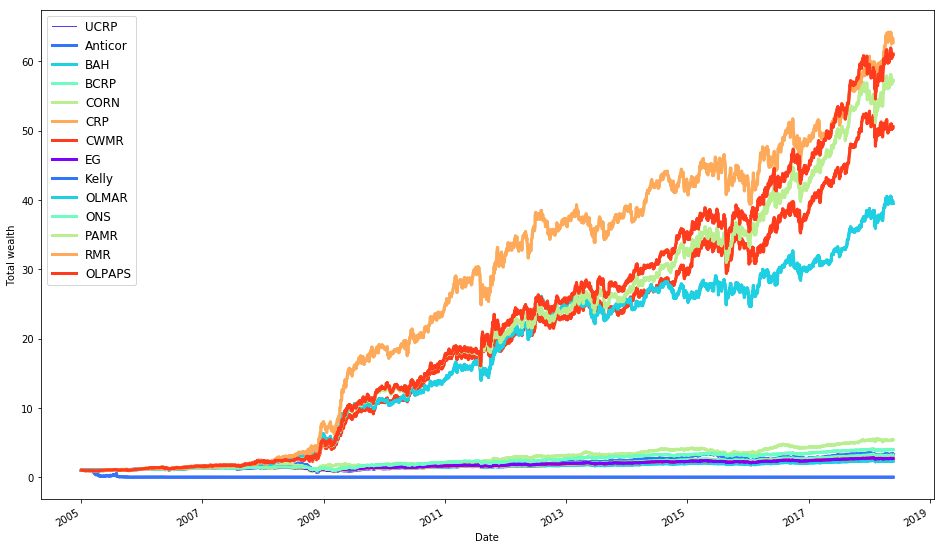 UCRP
Anticor
BAH
BCRP
CORN
CRP
CWMR
EG
Kelly
OLMAR
ONS
PAMR
RMR
OLPAPS
Total wealth
60
50
40
30
20
10
0
2005
2007
2009
2011
2013
2015
2017
2019
Date